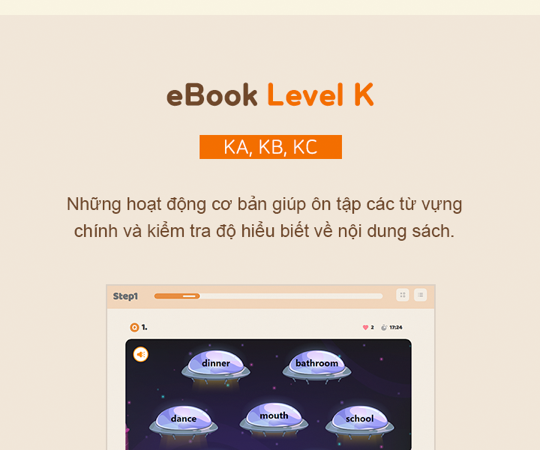 eBook Level K
KA, KB, KC
Những hoạt động cơ bản giúp ôn tập các từ vựng
chính và kiểm tra độ hiểu biết về nội dung sách.
Step1
1.
2 17:24
dinner bathroom
dance mouth school